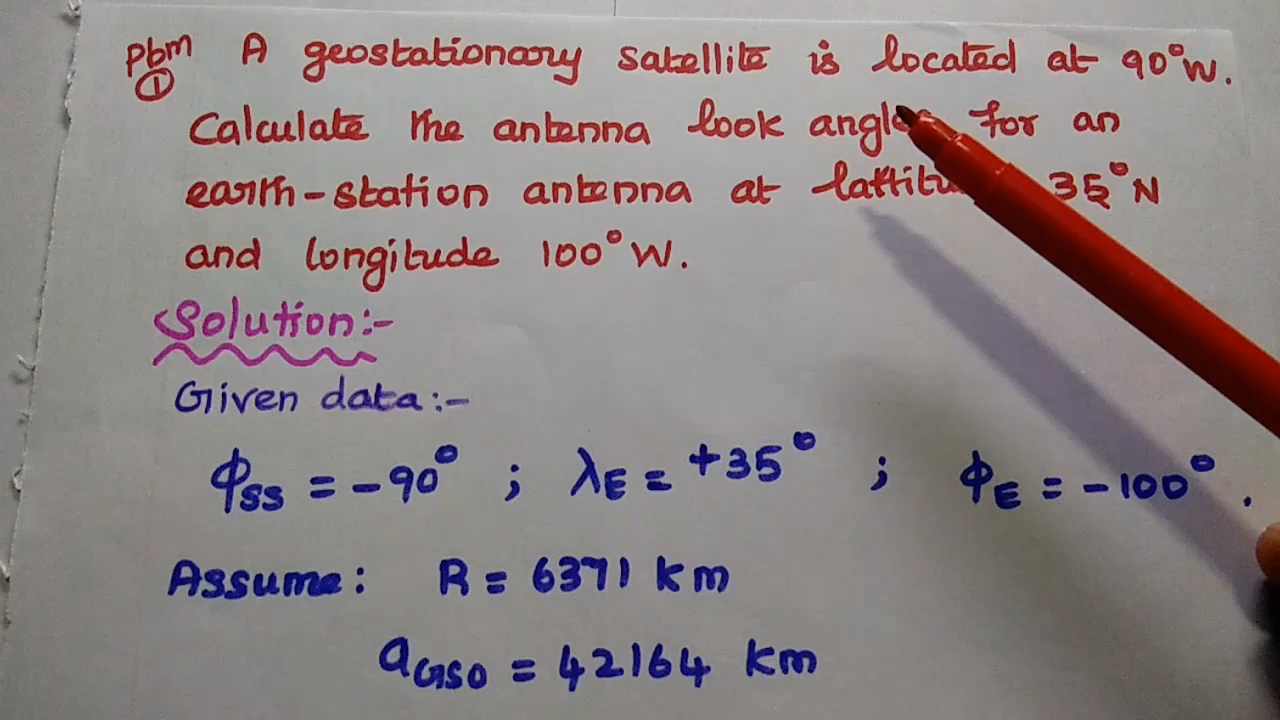 Pbm ① A geostationary satellite is located at 90°W.
Calculate the antenna look angles for an
earth-station antenna at 35°N
and longitude 100°W.
Solution:-
Given data:-
ϕSS = -90° ; λE = +35° ; ϕE = -100°.
Assume: R = 6371 km
aGSO = 42164 km